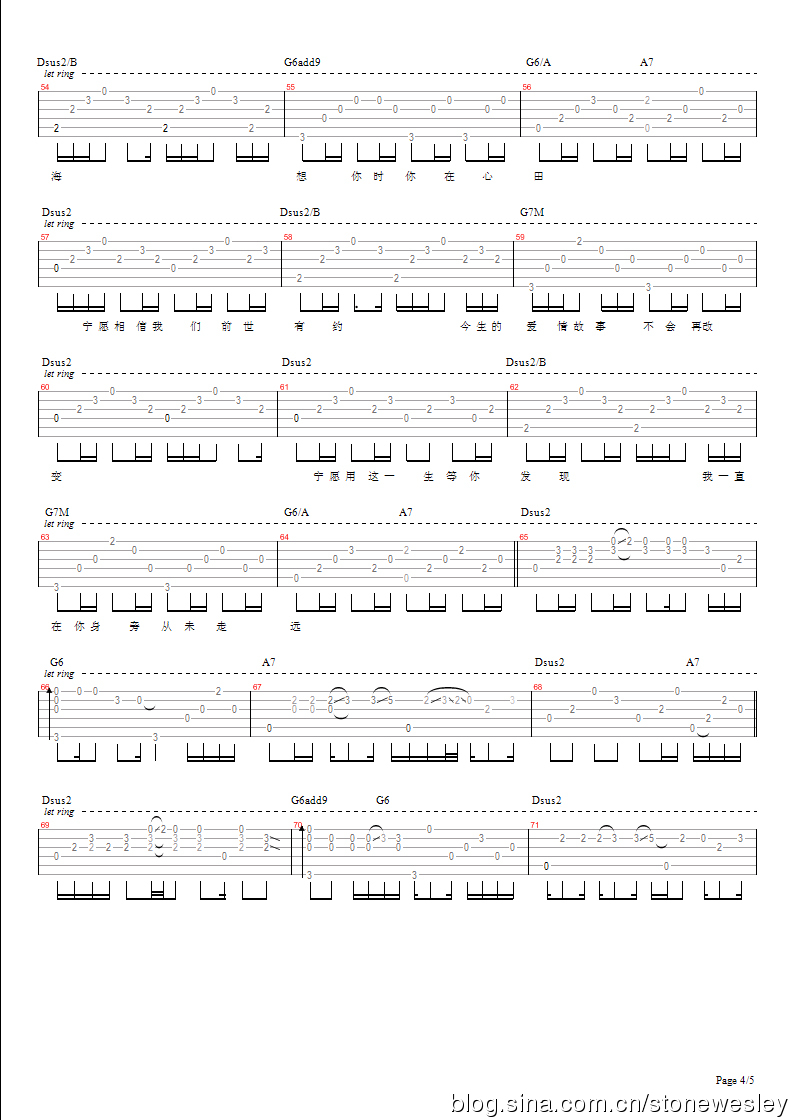 Dsus2/B G6add9 G6/A A7
let ring
54 55 56
海 想 你 时 你 在 心 田
Dsus2 Dsus2/B G7M
let ring
57 58 59
宁 愿 相 信 我 们 前 世 有 约 今 生 的 爱 情 故 事 不 会 再 改
Dsus2 Dsus2 Dsus2/B
let ring
60 61 62
变 宁 愿 用 这 一 生 等 你 发 现 我 一 直
G7M G6/A A7 Dsus2
let ring
63 64 65
在 你 身 旁 从 未 走 远
G6 A7 Dsus2 A7
let ring
66 67 68
Dsus2 G6add9 G6 Dsus2
let ring
69 70 71
Page 4/5
blog.sina.com.cn/stonewesley